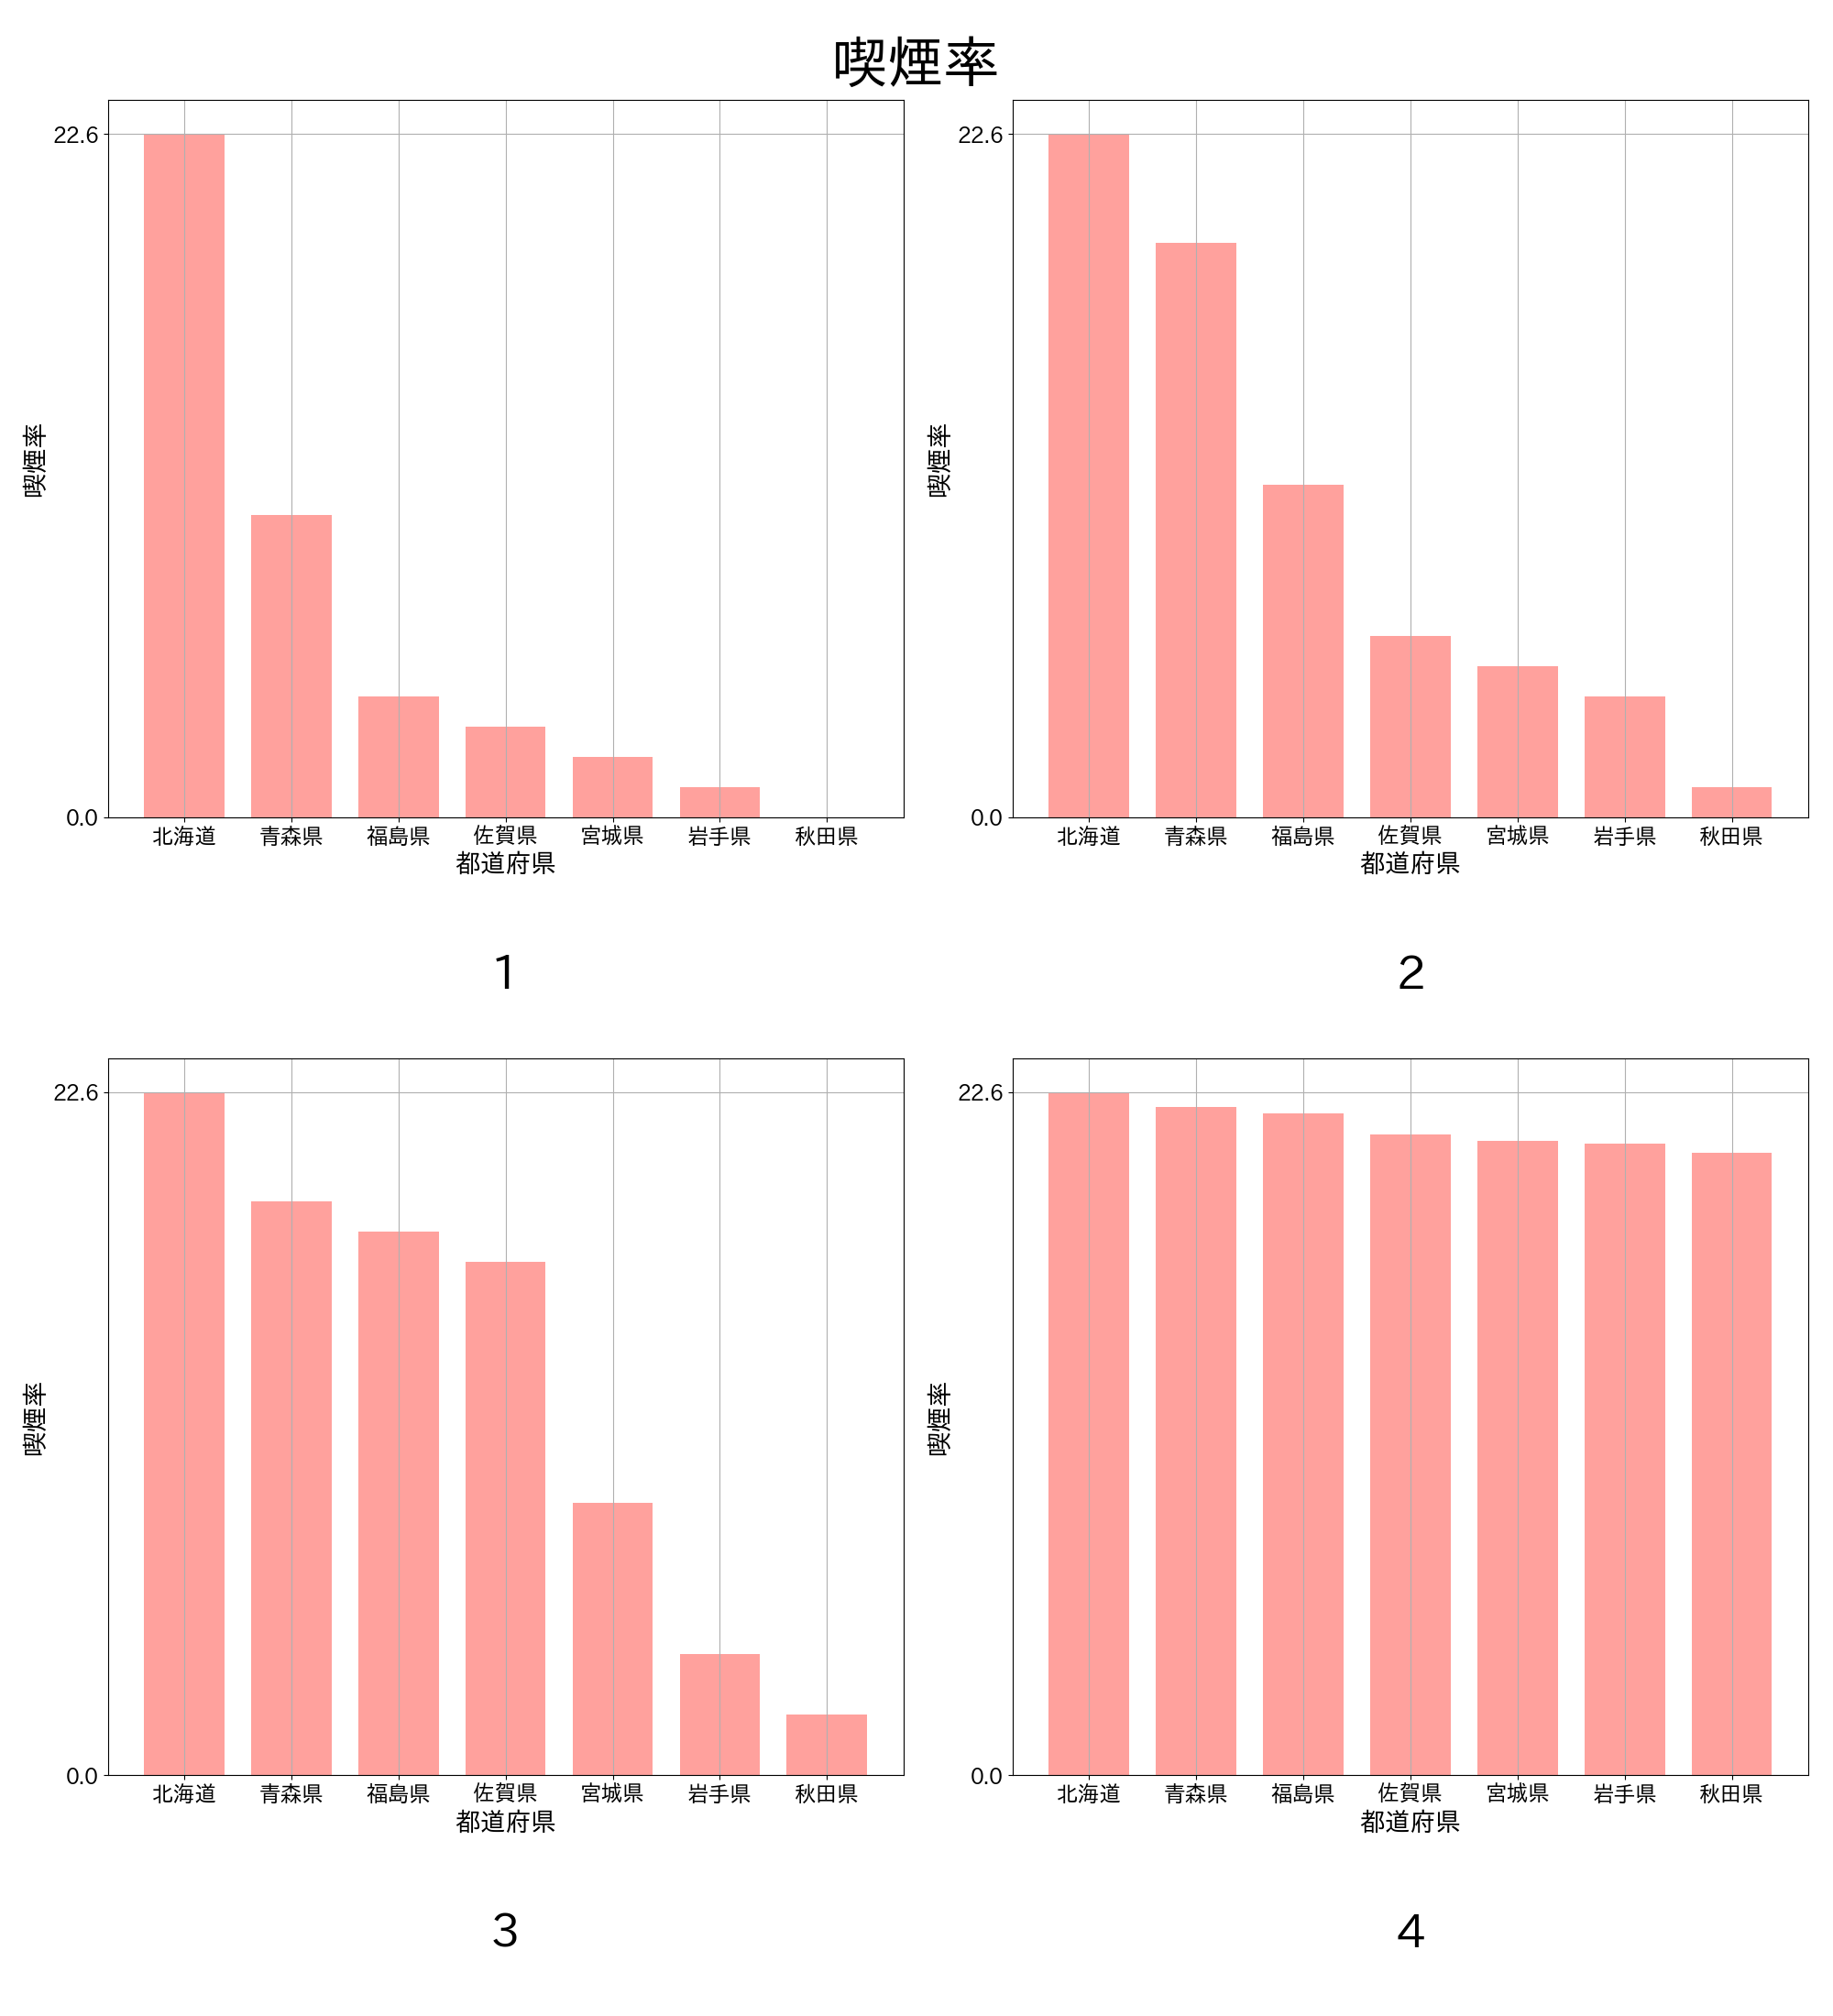 喫煙率
喫煙率
22.6
0.0
北海道 青森県 福島県 佐賀県 宮城県 岩手県 秋田県
都道府県
1
喫煙率
22.6
0.0
北海道 青森県 福島県 佐賀県 宮城県 岩手県 秋田県
都道府県
2
喫煙率
22.6
0.0
北海道 青森県 福島県 佐賀県 宮城県 岩手県 秋田県
都道府県
3
喫煙率
22.6
0.0
北海道 青森県 福島県 佐賀県 宮城県 岩手県 秋田県
都道府県
4